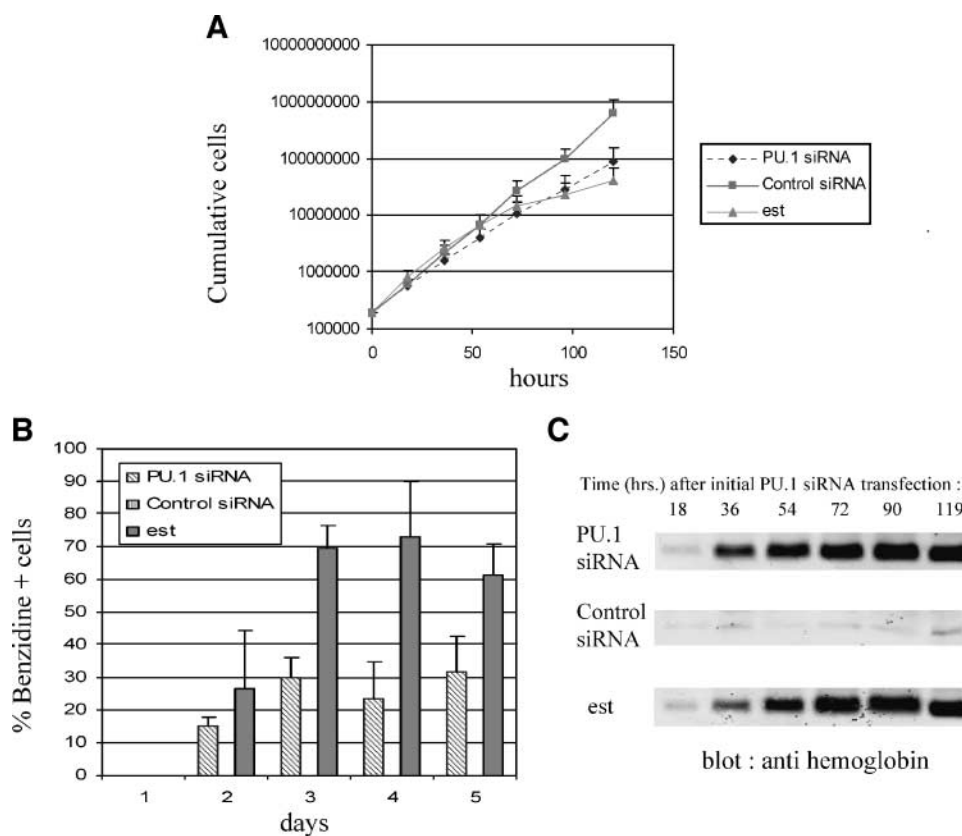 A
10000000000
1000000000
100000000
10000000
1000000
100000
Cumulative cells
0 50 100 150
hours
PU.1 siRNA
Control siRNA
est
B
100
90
80
70
60
50
40
30
20
10
0
% Benzidine + cells
PU.1 siRNA
Control siRNA
est
1 2 3 4 5
days
C
Time (hrs.) after initial PU.1 siRNA transfection :
18 36 54 72 90 119
PU.1
siRNA
Control
siRNA
est
blot : anti hemoglobin